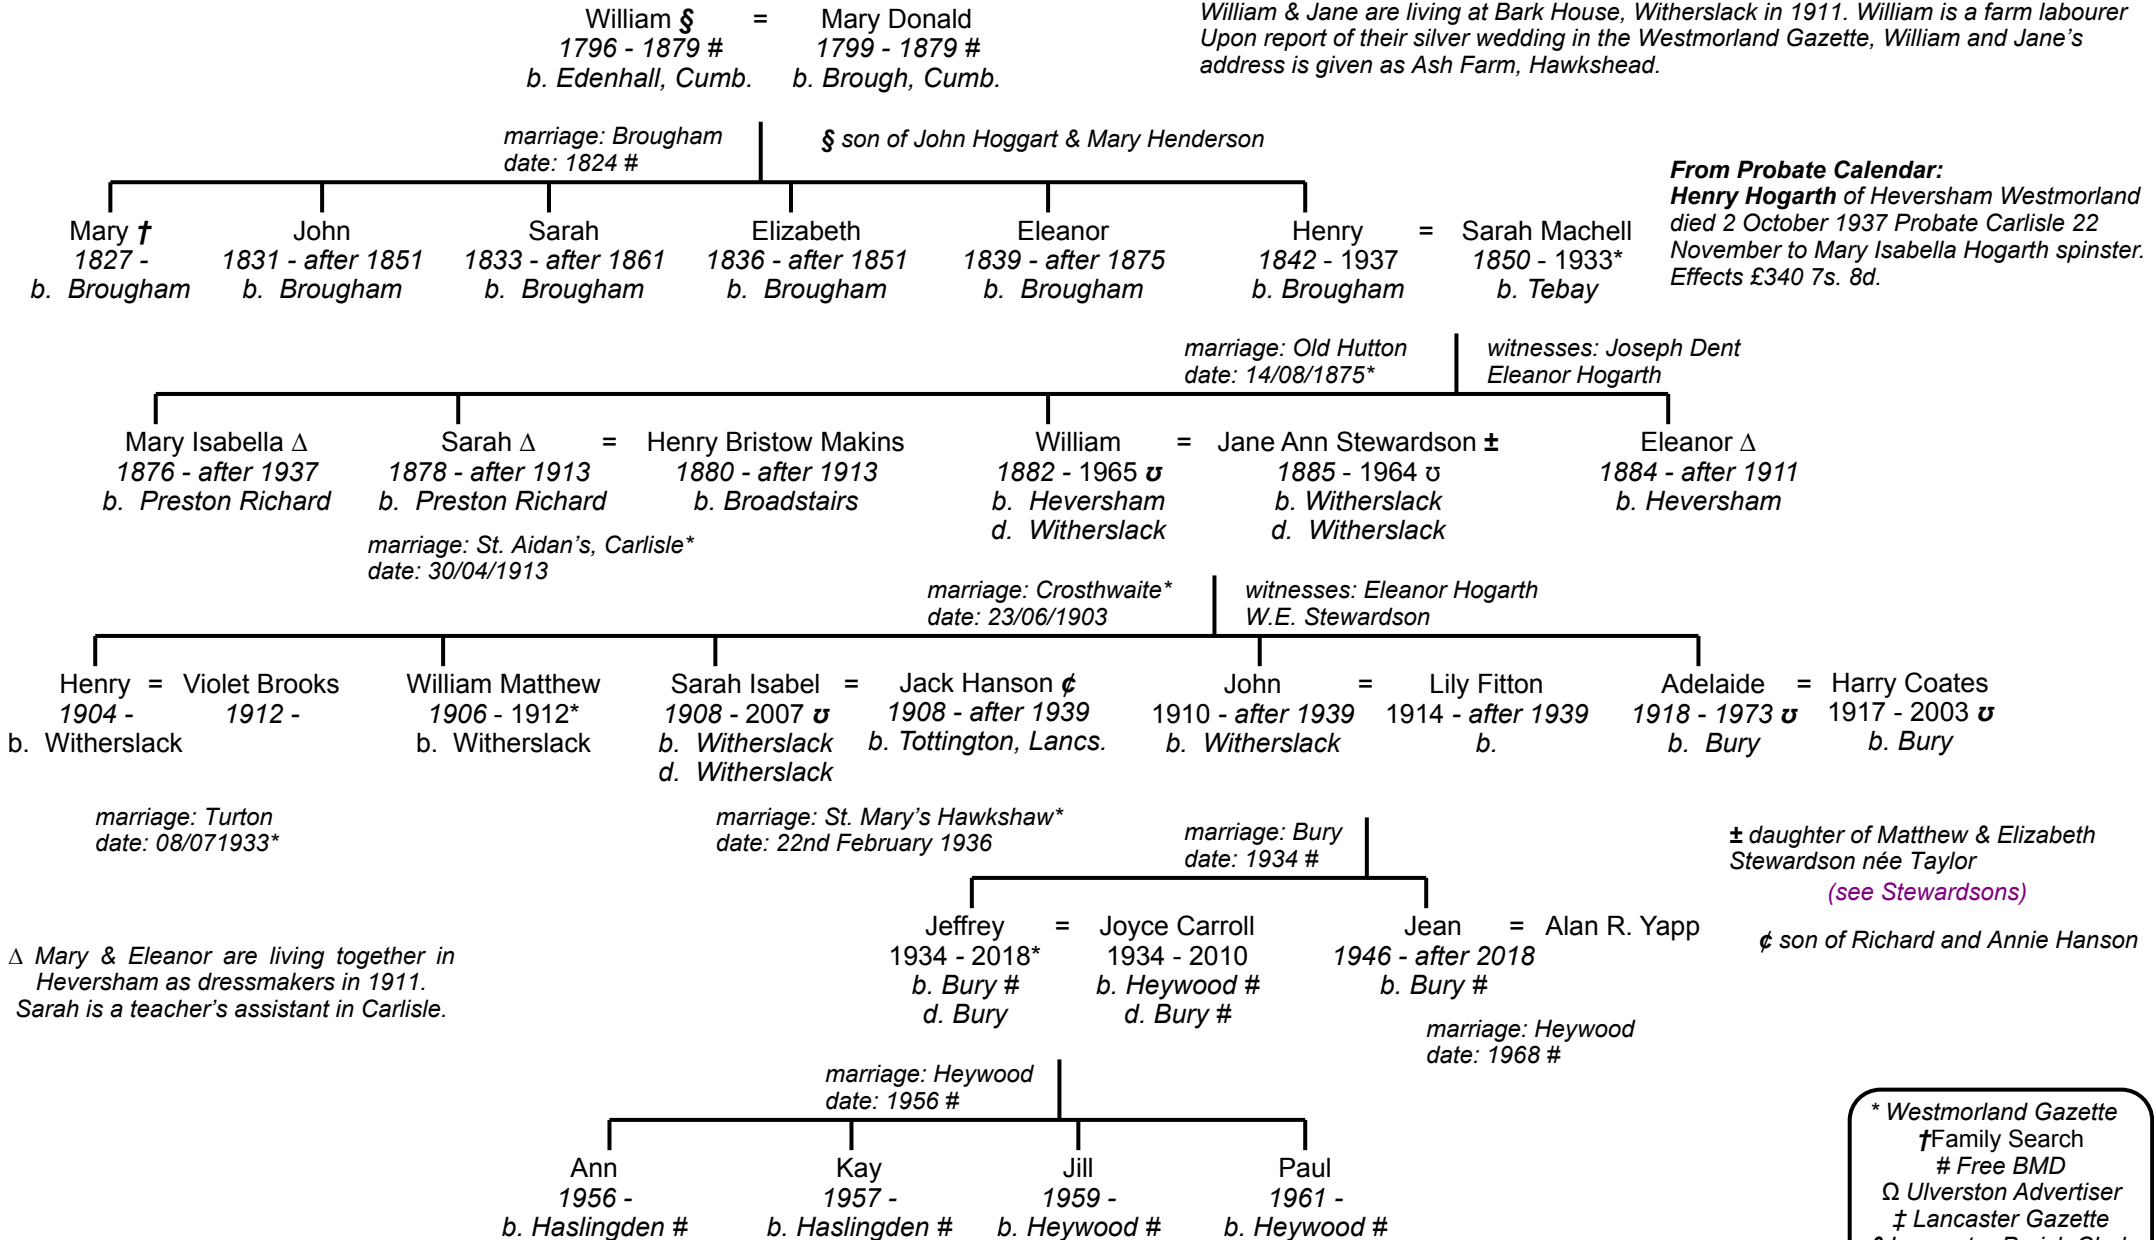 William & Jane are living at Bark House, Witherslack in 1911. William is a farm labourer
Upon report of their silver wedding in the Westmorland Gazette, William and Jane's
address is given as Ash Farm, Hawkshead.
William § = Mary Donald
1796 - 1879 # 1799 - 1879 #
b. Edenhall, Cumb. b. Brough, Cumb.
marriage: Brougham
date: 1824 #
§ son of John Hoggart & Mary Henderson
From Probate Calendar:
Henry Hogarth of Heversham Westmorland
died 2 October 1937 Probate Carlisle 22
November to Mary Isabella Hogarth spinster.
Effects £340 7s. 8d.
Mary † John Sarah Elizabeth Eleanor Henry = Sarah Machell
1827 - 1831 - after 1851 1833 - after 1861 1836 - after 1851 1839 - after 1875 1842 - 1937 1850 - 1933*
b. Brougham b. Brougham b. Brougham b. Brougham b. Brougham b. Brougham b. Tebay
marriage: Old Hutton
date: 14/08/1875*
witnesses: Joseph Dent
Eleanor Hogarth
Mary Isabella Δ Sarah Δ = Henry Bristow Makins William = Jane Ann Stewardson ± Eleanor Δ
1876 - after 1937 1878 - after 1913 1880 - after 1913 1882 - 1965 ʊ 1885 - 1964 ʊ 1884 - after 1911
b. Preston Richard b. Preston Richard b. Broadstairs b. Heversham b. Witherslack b. Heversham
d. Witherslack d. Witherslack
marriage: St. Aidan's, Carlisle*
date: 30/04/1913
marriage: Crosthwaite*
date: 23/06/1903
witnesses: Eleanor Hogarth
W.E. Stewardson
Henry = Violet Brooks William Matthew Sarah Isabel = Jack Hanson ¢ John = Lily Fitton Adelaide = Harry Coates
1904 - 1912 - 1906 - 1912* 1908 - 2007 ʊ 1908 - after 1939 1910 - after 1939 1914 - after 1939 1918 - 1973 ʊ 1917 - 2003 ʊ
b. Witherslack b. Witherslack b. Witherslack b. Tottington, Lancs. b. Witherslack b. b. Bury b. Bury
d. Witherslack
marriage: Turton
date: 08/071933*
marriage: St. Mary's Hawkshaw*
date: 22nd February 1936
marriage: Bury
date: 1934 #
± daughter of Matthew & Elizabeth
Stewardson née Taylor
(see Stewardsons)
¢ son of Richard and Annie Hanson
Jeffrey = Joyce Carroll Jean = Alan R. Yapp
1934 - 2018* 1934 - 2010 1946 - after 2018
b. Bury # b. Heywood # b. Bury #
d. Bury d. Bury #
Δ Mary & Eleanor are living together in
Heversham as dressmakers in 1911.
Sarah is a teacher's assistant in Carlisle.
marriage: Heywood
date: 1968 #
marriage: Heywood
date: 1956 #
Ann Kay Jill Paul
1956 - 1957 - 1959 - 1961 -
b. Haslingden # b. Haslingden # b. Heywood # b. Heywood #
* Westmorland Gazette
†Family Search
# Free BMD
Ω Ulverston Advertiser
‡ Lancaster Gazette